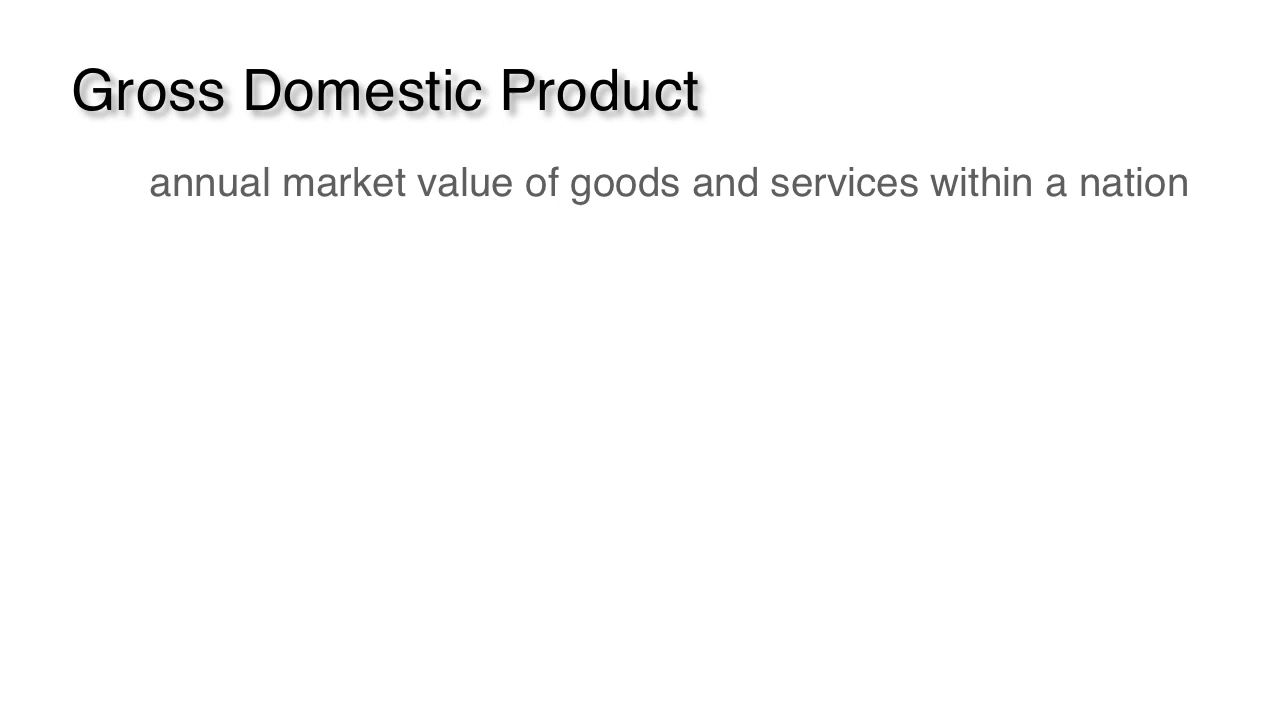 Gross Domestic Product
annual market value of goods and services within a nation